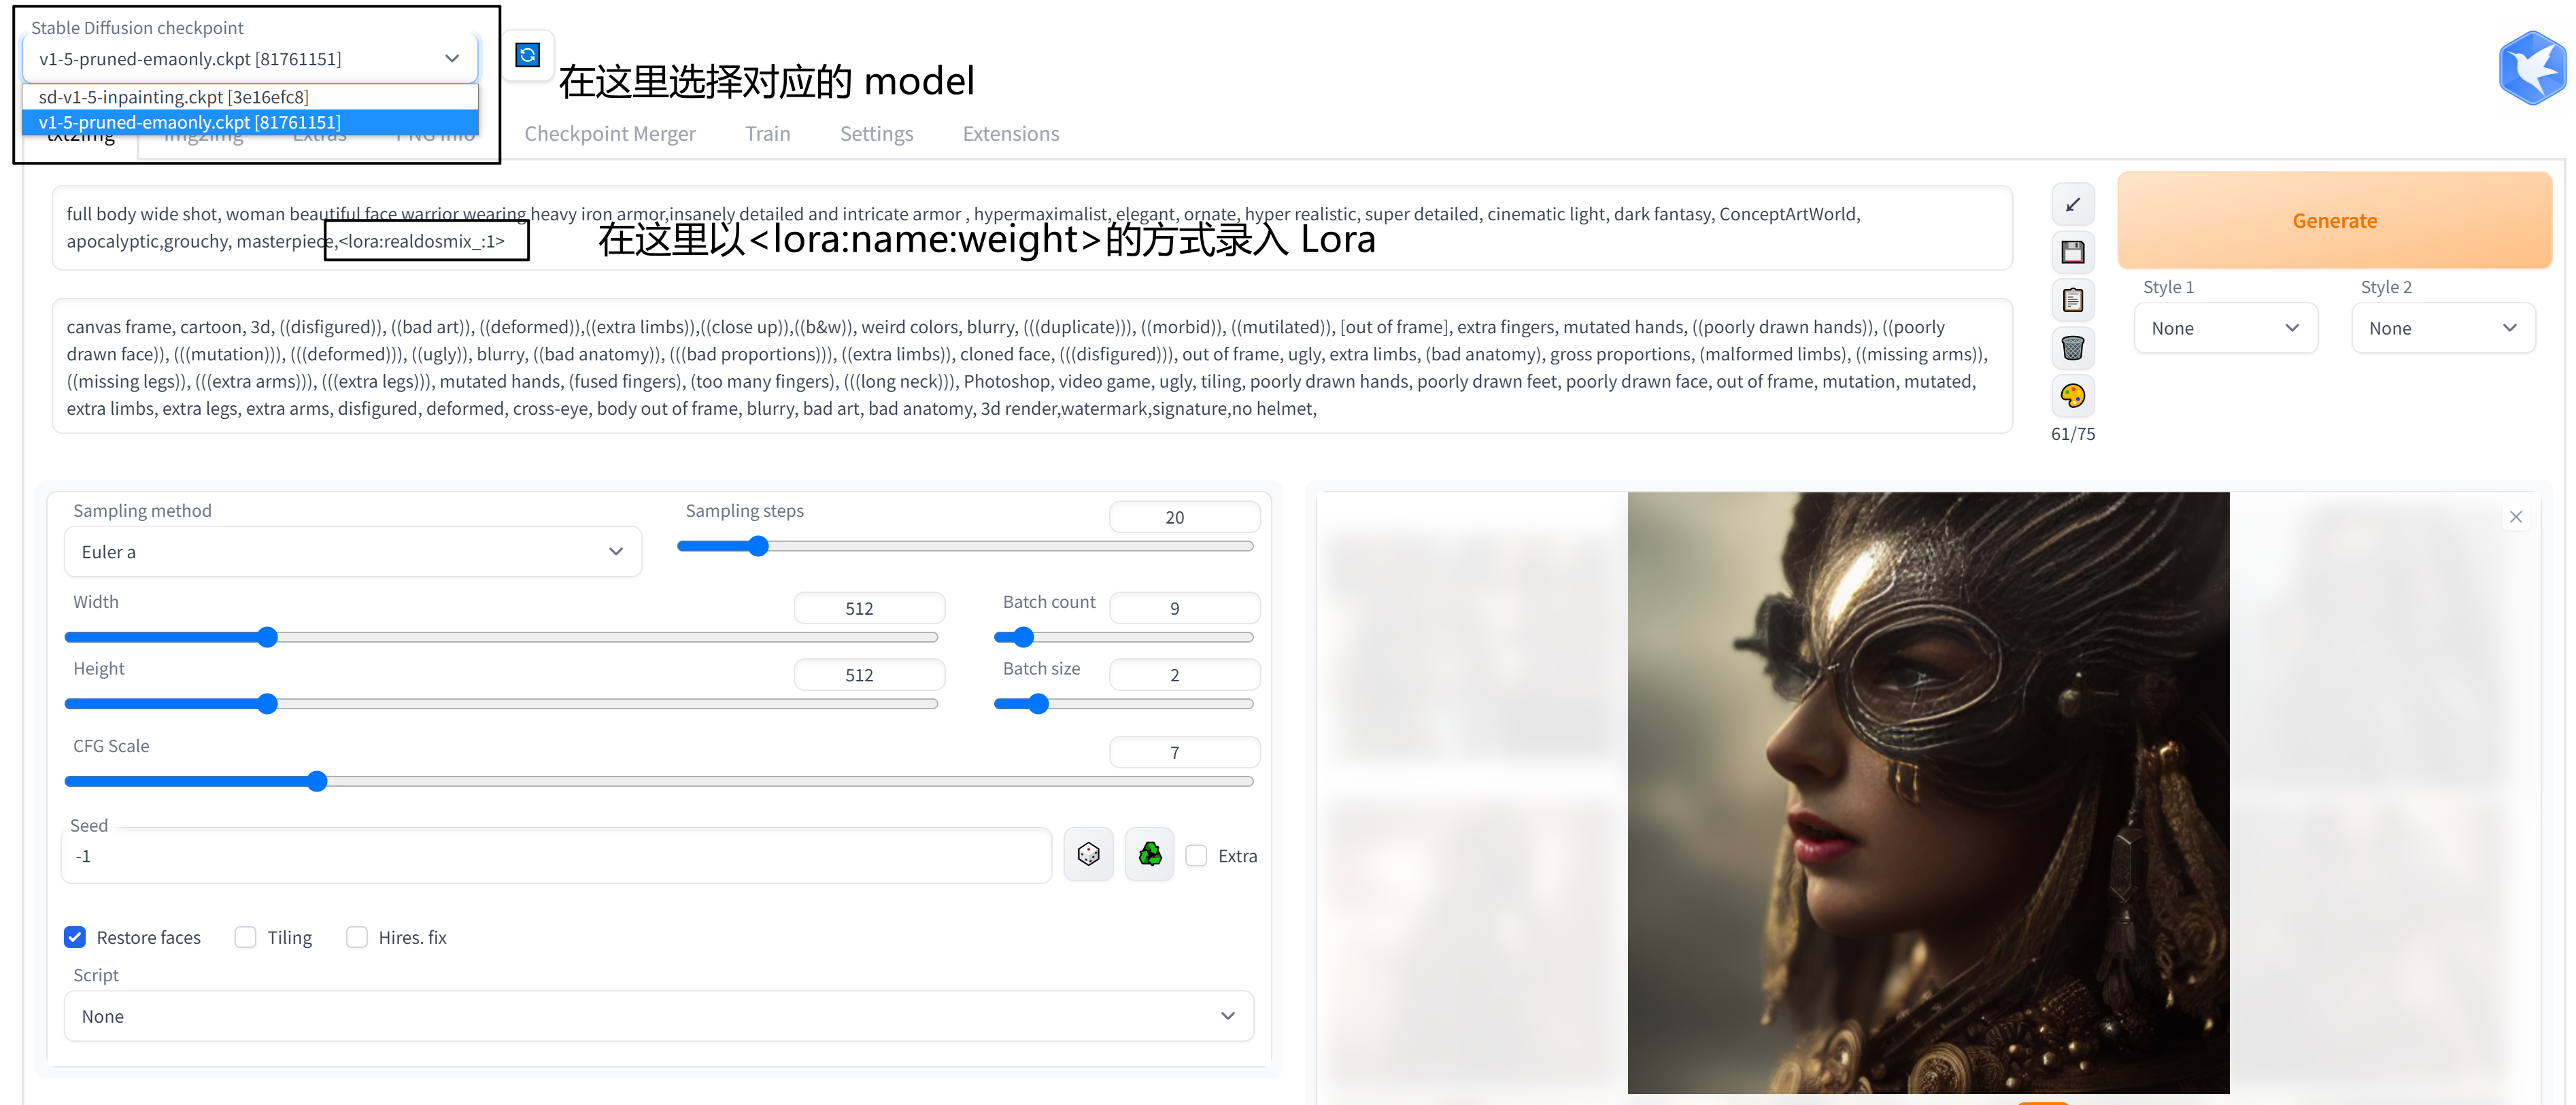 Stable Diffusion checkpoint
v1-5-pruned-emaonly.ckpt [81761151]
sd-v1-5-inpainting.ckpt [3e16efc8]
v1-5-pruned-emaonly.ckpt [81761151]
在这里选择对应的 model
txt2img img2img Extras PNG Info Checkpoint Merger Train Settings Extensions
full body wide shot, woman beautiful face warrior wearing heavy iron armor,insanely detailed and intricate armor , hypermaximalist, elegant, ornate, hyper realistic, super detailed, cinematic light, dark fantasy, ConceptArtWorld,
apocalyptic,grouchy, masterpiece,<lora:realdosmix_:1>
在这里以<lora:name:weight>的方式录入 Lora
Generate
Style 1
None
Style 2
None
canvas frame, cartoon, 3d, ((disfigured)), ((bad art)), ((deformed)),((extra limbs)),((close up)),((b&w)), weird colors, blurry, (((duplicate))), ((morbid)), ((mutilated)), [out of frame], extra fingers, mutated hands, ((poorly drawn hands)), ((poorly
drawn face)), (((mutation))), (((deformed))), ((ugly)), blurry, ((bad anatomy)), (((bad proportions))), ((extra limbs)), cloned face, (((disfigured))), out of frame, ugly, extra limbs, (bad anatomy), gross proportions, (malformed limbs), ((missing arms)),
((missing legs)), (((extra arms))), (((extra legs))), mutated hands, (fused fingers), (too many fingers), (((long neck))), Photoshop, video game, ugly, tiling, poorly drawn hands, poorly drawn feet, poorly drawn face, out of frame, mutation, mutated,
extra limbs, extra legs, extra arms, disfigured, deformed, cross-eye, body out of frame, blurry, bad art, bad anatomy, 3d render,watermark,signature,no helmet,
61/75
Sampling method
Euler a
Sampling steps
20
Width
512
Batch count
9
Height
512
Batch size
2
CFG Scale
7
Seed
-1
Extra
Restore faces
Tiling
Hires. fix
Script
None